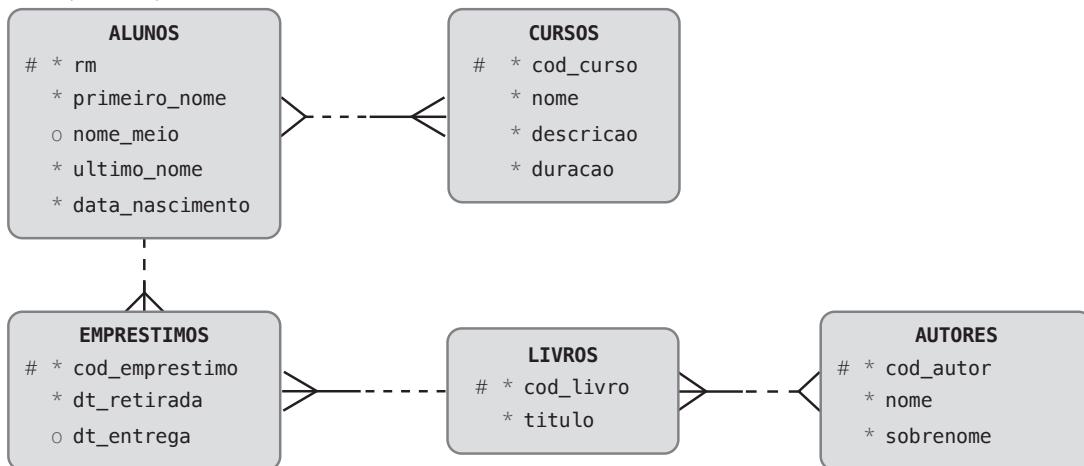 ALUNOS
# * rm
* primeiro_nome
o nome_meio
* ultimo_nome
* data_nascimento
CURSOS
# * cod_curso
* nome
* descricao
* duracao
EMPRESTIMOS
# * cod_emprestimo
* dt_retirada
o dt_entrega
LIVROS
# * cod_livro
* titulo
AUTORES
# * cod_autor
* nome
* sobrenome